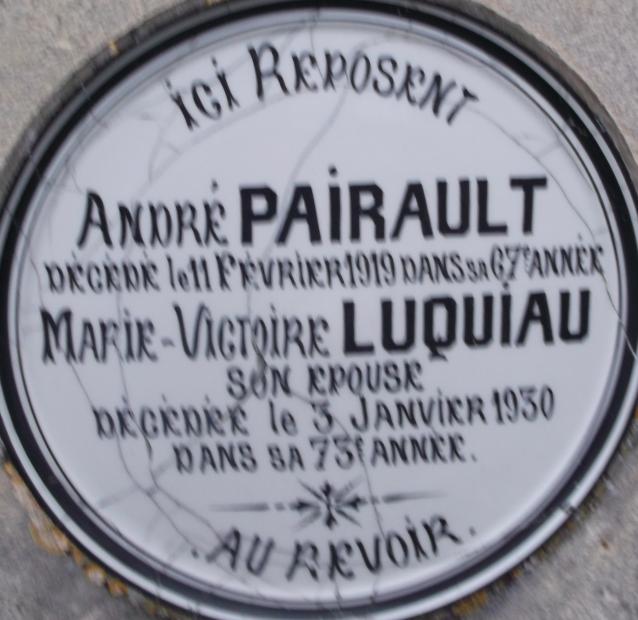 ICI REPOSENT
ANDRÉ PAIRAULT
DÉCÉDÉ le 11 FÉVRIER 1919 DANS sa 67e ANNÉE
MARIE-VICTOIRE LUQUIAU
SON EPOUSE
DÉCÉDÉE le 3 JANVIER 1930
DANS SA 73e ANNÉE.
. AU REVOIR .